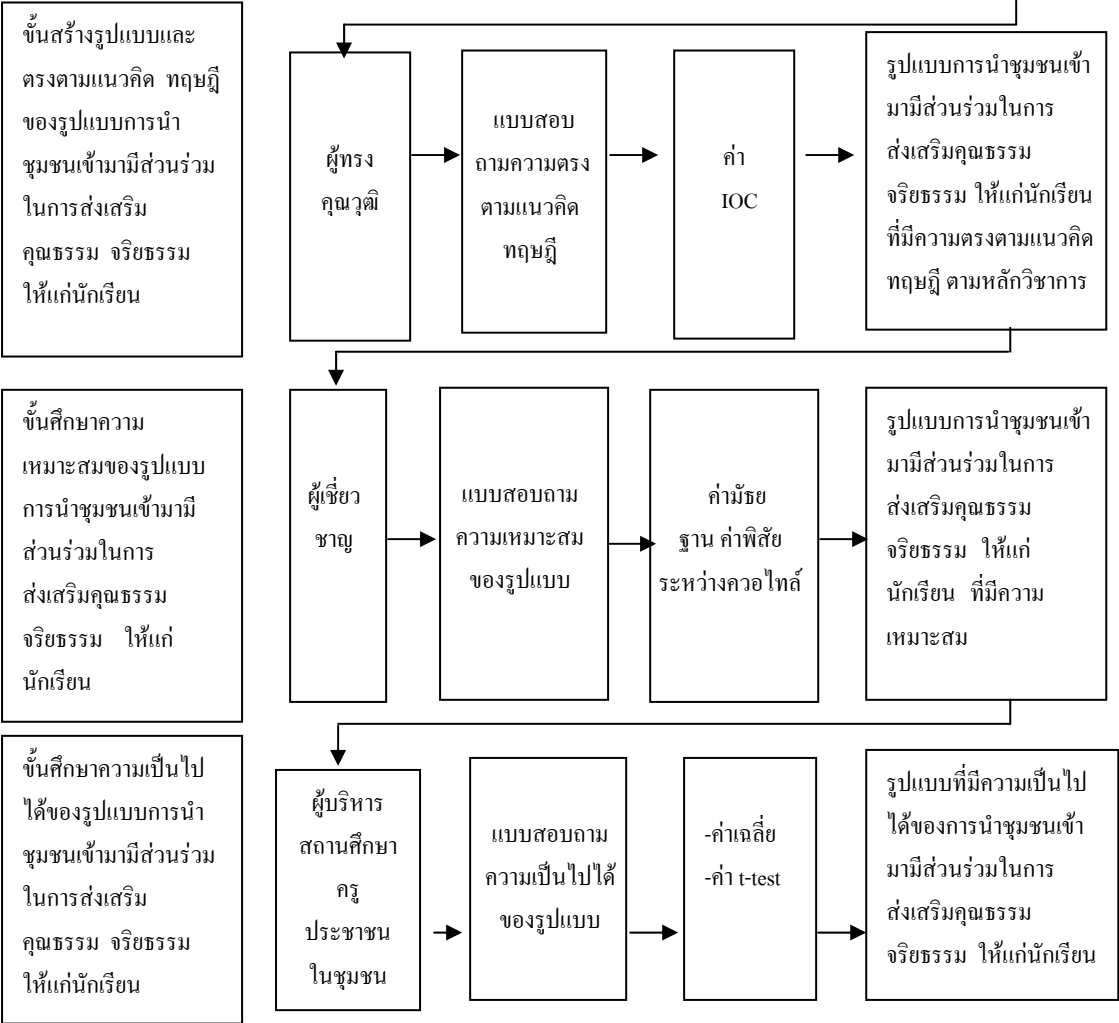 ขั้นสร้างรูปแบบและ
ตรงตามแนวคิด ทฤษฎี
ของรูปแบบการนำ
ชุมชนเข้ามามีส่วนร่วม
ในการส่งเสริม
คุณธรรม จริยธรรม
ให้แก่นักเรียน
ผู้ทรง
คุณวุฒิ
แบบสอบ
ถามความตรง
ตามแนวคิด
ทฤษฎี
ค่า
IOC
รูปแบบการนำชุมชนเข้า
มามีส่วนร่วมในการ
ส่งเสริมคุณธรรม
จริยธรรม ให้แก่นักเรียน
ที่มีความตรงตามแนวคิด
ทฤษฎี ตามหลักวิชาการ
ขั้นศึกษาความ
เหมาะสมของรูปแบบ
การนำชุมชนเข้ามามี
ส่วนร่วมในการ
ส่งเสริมคุณธรรม
จริยธรรม ให้แก่
นักเรียน
ผู้เชี่ยว
ชาญ
แบบสอบถาม
ความเหมาะสม
ของรูปแบบ
ค่ามัธย
ฐาน ค่าพิสัย
ระหว่างควอไทล์
รูปแบบการนำชุมชนเข้า
มามีส่วนร่วมในการ
ส่งเสริมคุณธรรม
จริยธรรม ให้แก่
นักเรียน ที่มีความ
เหมาะสม
ขั้นศึกษาความเป็นไป
ได้ของรูปแบบการนำ
ชุมชนเข้ามามีส่วนร่วม
ในการส่งเสริม
คุณธรรม จริยธรรม
ให้แก่นักเรียน
ผู้บริหาร
สถานศึกษา
ครู
ประชาชน
ในชุมชน
แบบสอบถาม
ความเป็นไปได้
ของรูปแบบ
-ค่าเฉลี่ย
-ค่า t-test
รูปแบบที่มีความเป็นไป
ได้ของการนำชุมชนเข้า
มามีส่วนร่วมในการ
ส่งเสริมคุณธรรม
จริยธรรม ให้แก่นักเรียน